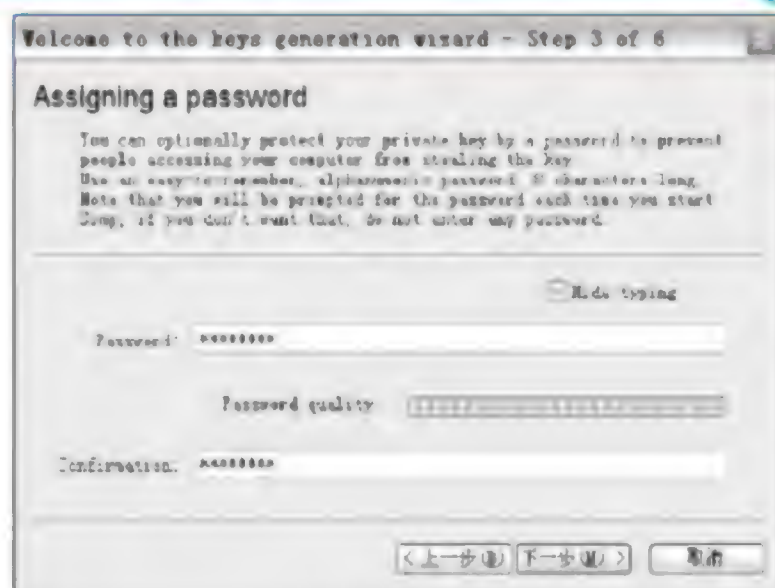 Welcome to the keys generation wizard - Step 3 of 6
Assigning a password
You can optionally protect your private key by a password to prevent
people accessing your computer from stealing the key
Use an easy to remember, alphanumeric password, 8 characters long.
Note that you will be prompted for the password each time you start
if you don't want that, do not enter any password.
Hide typing
Password: ********
Password quality
Confirmation: ********
< 上一步(B) 下一步(N) > 取消